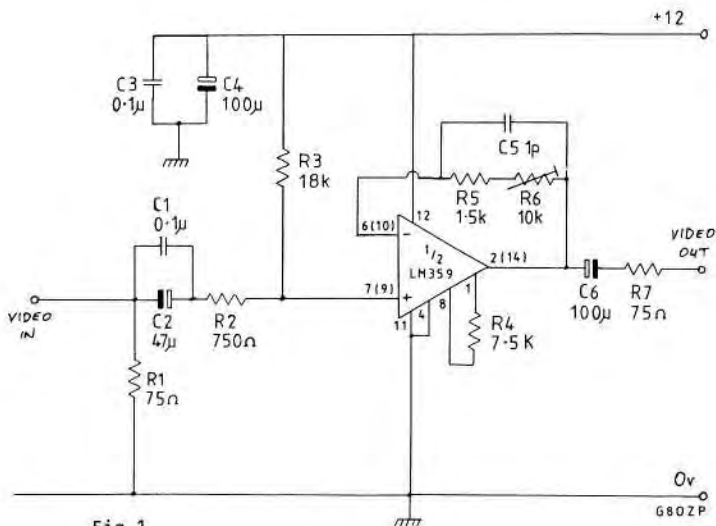 +12
C3
0·1μ
C4
100μ
R3
18k
C5 1p
R5
1·5k
R6
10k
C1
0·1μ
6(10)
12
-
1/2
LM359
2(14)
VIDEO
OUT
7(9)
+
VIDEO
IN
C2
47μ
R2
750Ω
11
4
8
1
R4
7·5K
C6
100μ
R7
75Ω
R1
75Ω
0v
G8OZP
Fig 1